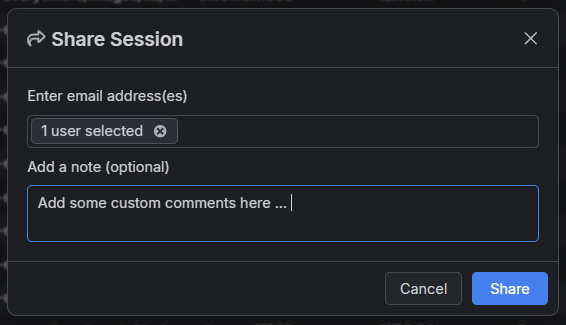 Share Session
Enter email address(es)
1 user selected
Add a note (optional)
Add some custom comments here ...
Cancel
Share